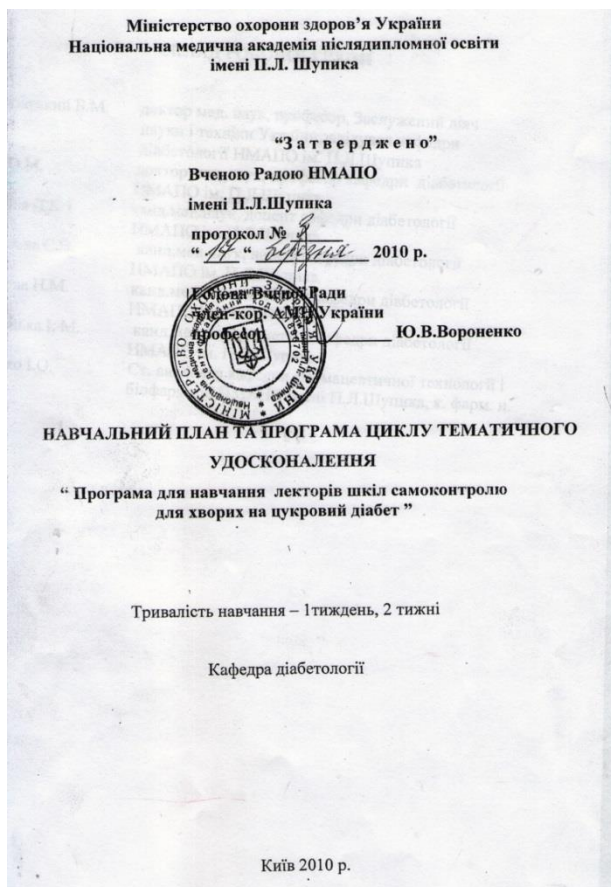 Міністерство охорони здоров’я України
Національна медична академія післядипломної освіти
імені П.Л. Шупика
“З а т в е р д ж е н о”
Вченою Радою НМАПО
імені П.Л.Шупика
протокол № 3
“ 17 “ березня 2010 р.
Голова Вченої Ради
член-кор. АМН України
професор Ю.В.Вороненко
НАВЧАЛЬНИЙ ПЛАН ТА ПРОГРАМА ЦИКЛУ ТЕМАТИЧНОГО
УДОСКОНАЛЕННЯ
“ Програма для навчання лекторів шкіл самоконтролю
для хворих на цукровий діабет ”
Тривалість навчання – 1тиждень, 2 тижні
Кафедра діабетології
Київ 2010 р.